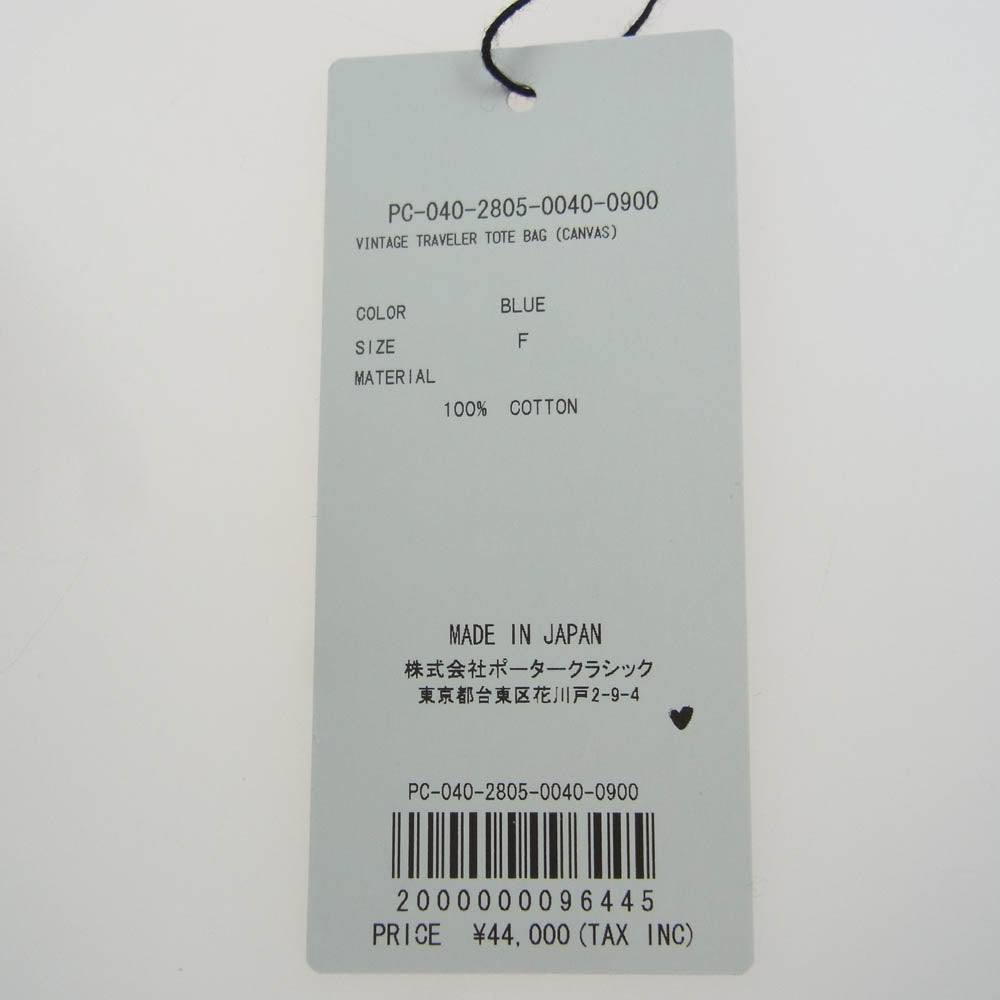 PC-040-2805-0040-0900
VINTAGE TRAVELER TOTE BAG (CANVAS)
COLOR BLUE
SIZE F
MATERIAL
100% COTTON
MADE IN JAPAN
株式会社ポータークラシック
東京都台東区花川戸2-9-4
PC-040-2805-0040-0900
2000000096445
PRICE ¥44,000(TAX INC)